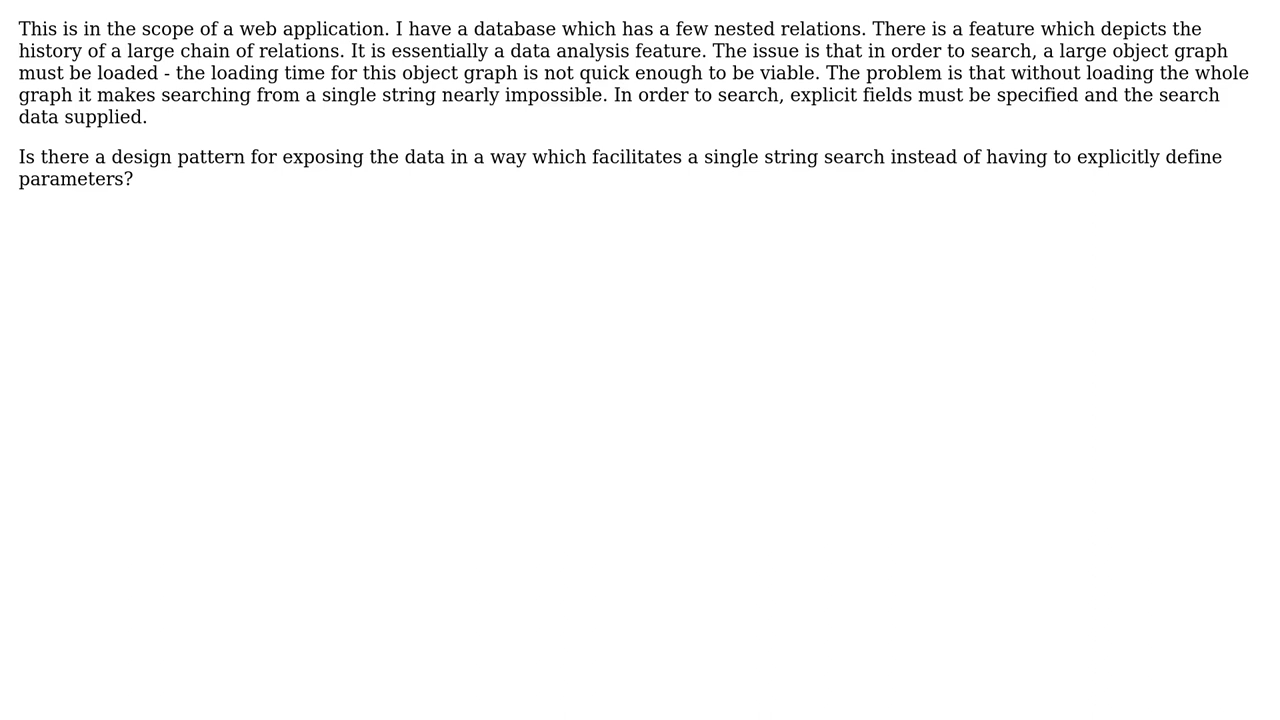 This is in the scope of a web application. I have a database which has a few nested relations. There is a feature which depicts the
history of a large chain of relations. It is essentially a data analysis feature. The issue is that in order to search, a large object graph
must be loaded - the loading time for this object graph is not quick enough to be viable. The problem is that without loading the whole
graph it makes searching from a single string nearly impossible. In order to search, explicit fields must be specified and the search
data supplied.
Is there a design pattern for exposing the data in a way which facilitates a single string search instead of having to explicitly define
parameters?